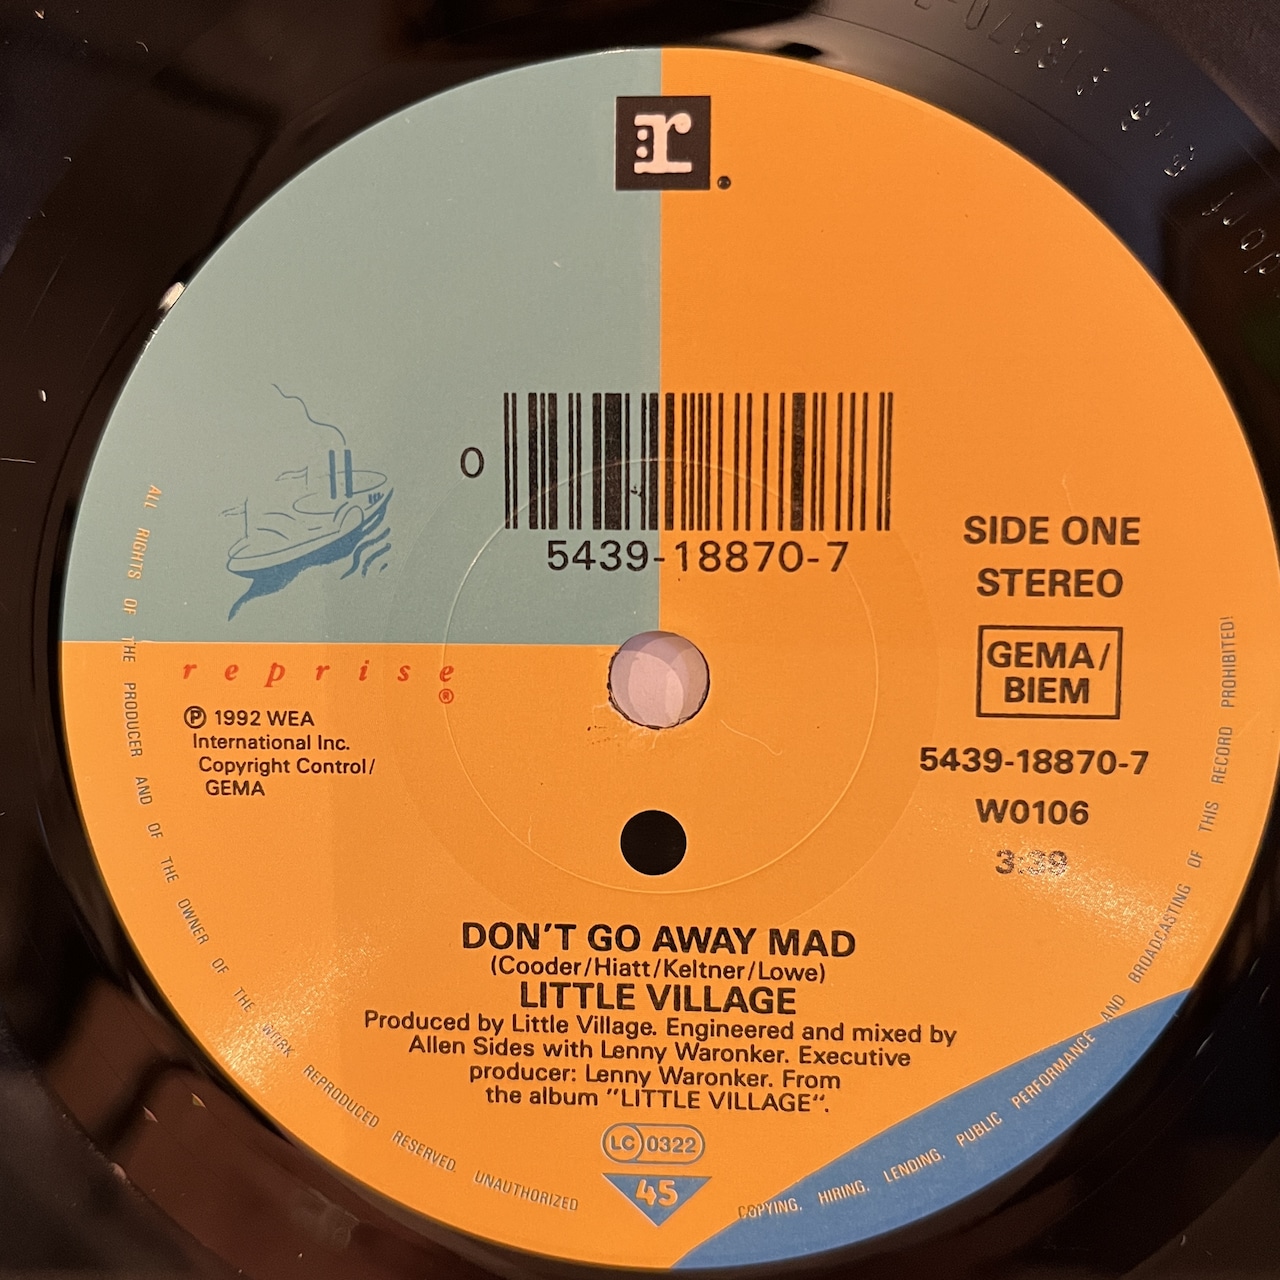 r
0
5439-18870-7
SIDE ONE
STEREO
GEMA/
BIEM
5439-18870-7
W0106
3:39
reprise
®
℗ 1992 WEA
International Inc.
Copyright Control/
GEMA
DON'T GO AWAY MAD
(Cooder/Hiatt/Keltner/Lowe)
LITTLE VILLAGE
Produced by Little Village. Engineered and mixed by
Allen Sides with Lenny Waronker. Executive
producer: Lenny Waronker. From
the album "LITTLE VILLAGE".
LC 0322
45
ALL RIGHTS OF THE PRODUCER AND OF THE OWNER OF THE WORK REPRODUCED RESERVED. UNAUTHORIZED COPYING, HIRING, LENDING, PUBLIC PERFORMANCE AND BROADCASTING OF THIS RECORD PROHIBITED!